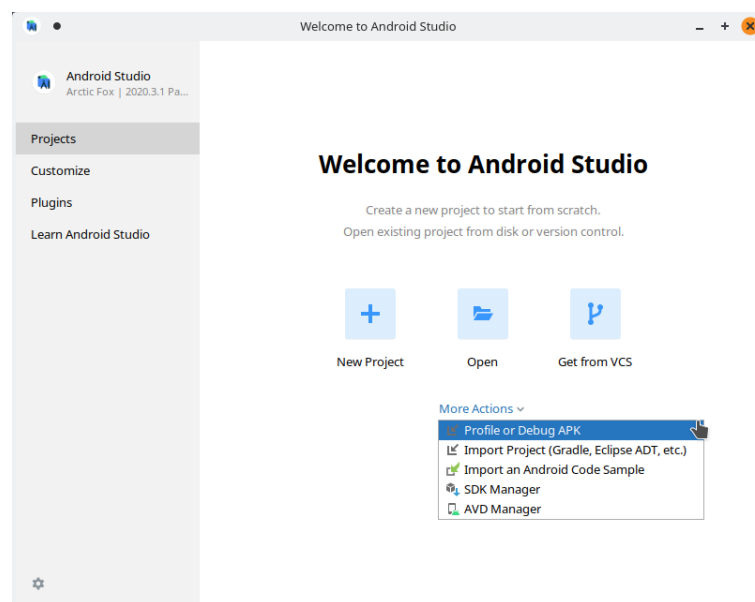 Welcome to Android Studio
Android Studio
Arctic Fox | 2020.3.1 Pa...
Projects
Customize
Plugins
Learn Android Studio
Welcome to Android Studio
Create a new project to start from scratch.
Open existing project from disk or version control.
New Project
Open
Get from VCS
More Actions
Profile or Debug APK
Import Project (Gradle, Eclipse ADT, etc.)
Import an Android Code Sample
SDK Manager
AVD Manager